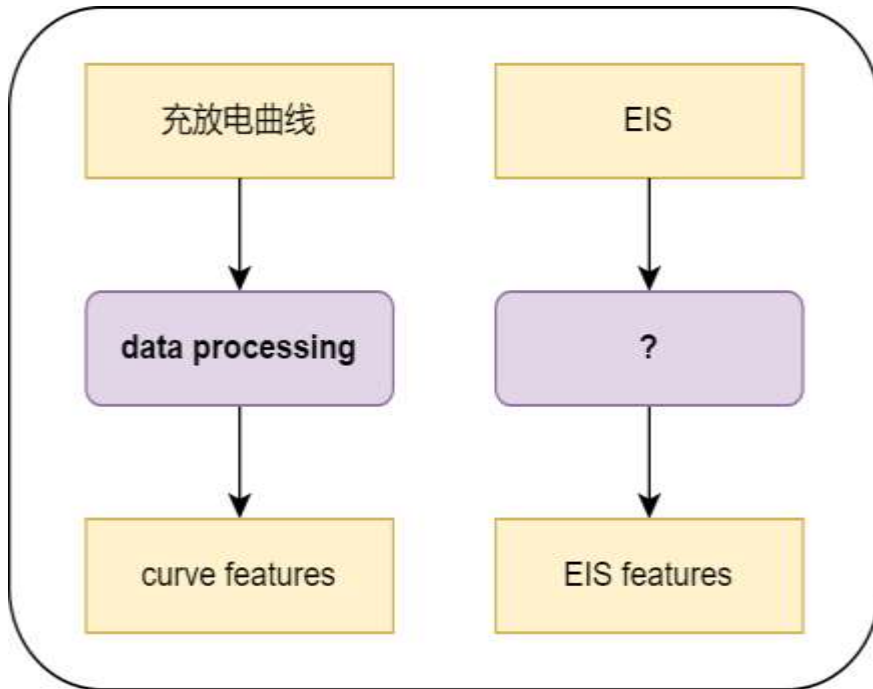 充放电曲线
EIS
data processing
?
curve features
EIS features